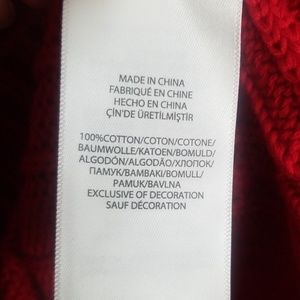 MADE IN CHINA
FABRIQUÉ EN CHINE
HECHO EN CHINA
ÇİN'DE ÜRETİLMİŞTİR
100%COTTON/COTON/COTONE/
BAUMWOLLE/KATOEN/BOMULD/
ALGODÓN/ALGODÃO/ХЛОПОК/
ПАМУК/BAMBAKI/BOMULL/
PAMUK/BAVLNA
EXCLUSIVE OF DECORATION
SAUF DÉCORATION